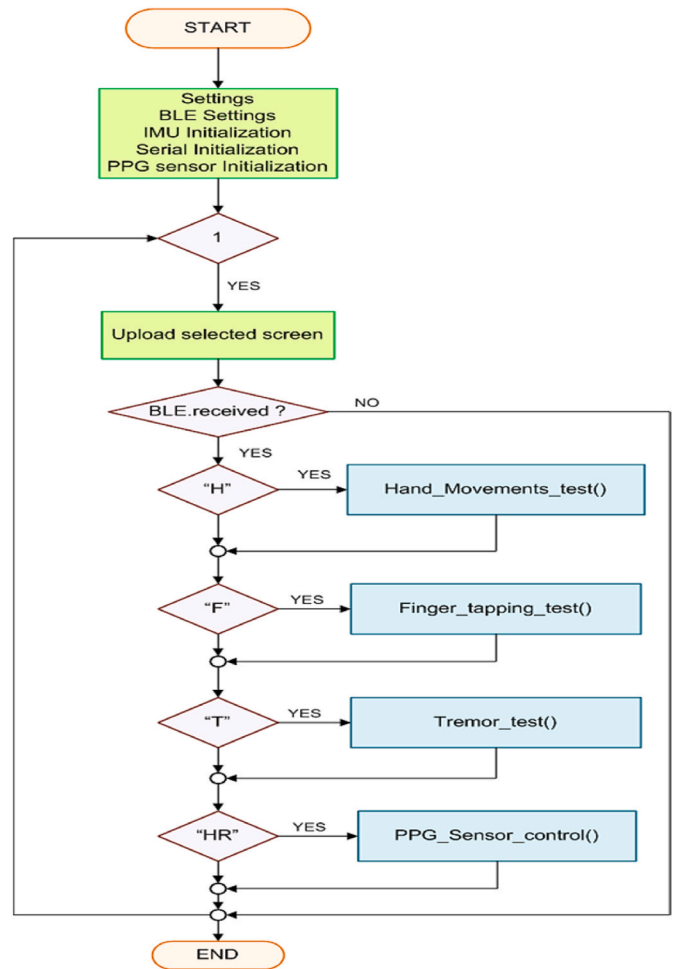 START
Settings
BLE Settings
IMU Initialization
Serial Initialization
PPG sensor Initialization
1
YES
Upload selected screen
BLE.received ?
NO
YES
“H”
YES
Hand_Movements_test()
“F”
YES
Finger_tapping_test()
“T”
YES
Tremor_test()
“HR”
YES
PPG_Sensor_control()
END